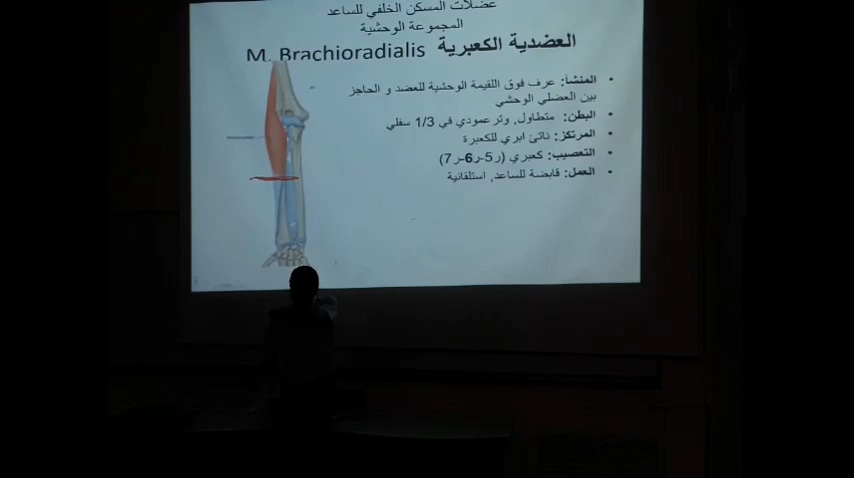 عضلات المسكن الخلفي للساعد
المجموعة الوحشية
العضدية الكعبرية M. Brachioradialis
• المنشأ: عرف فوق اللقيمة الوحشية للعضد و الحاجز
بين العضلي الوحشي
• البطن: متطاول, وتر عمودي في 1/3 سفلي
• المرتكز: ناتئ ابري للكعبرة
• التعصيب: كعبري (ر5-ر6-ر7)
• العمل: قابضة للساعد, استلقائية